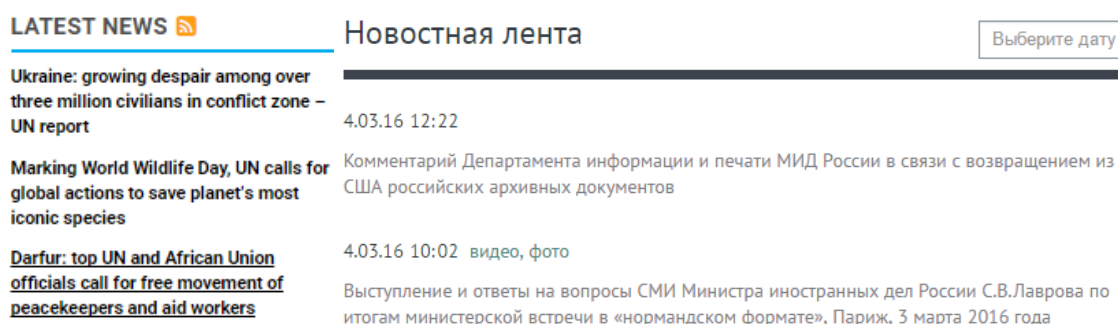 LATEST NEWS
Ukraine: growing despair among over
three million civilians in conflict zone –
UN report
Marking World Wildlife Day, UN calls for
global actions to save planet's most
iconic species
Darfur: top UN and African Union
officials call for free movement of
peacekeepers and aid workers
Новостная лента
Выберите дату
4.03.16 12:22
Комментарий Департамента информации и печати МИД России в связи с возвращением из
США российских архивных документов
4.03.16 10:02 видео, фото
Выступление и ответы на вопросы СМИ Министра иностранных дел России С.В.Лаврова по
итогам министерской встречи в «нормандском формате», Париж, 3 марта 2016 года